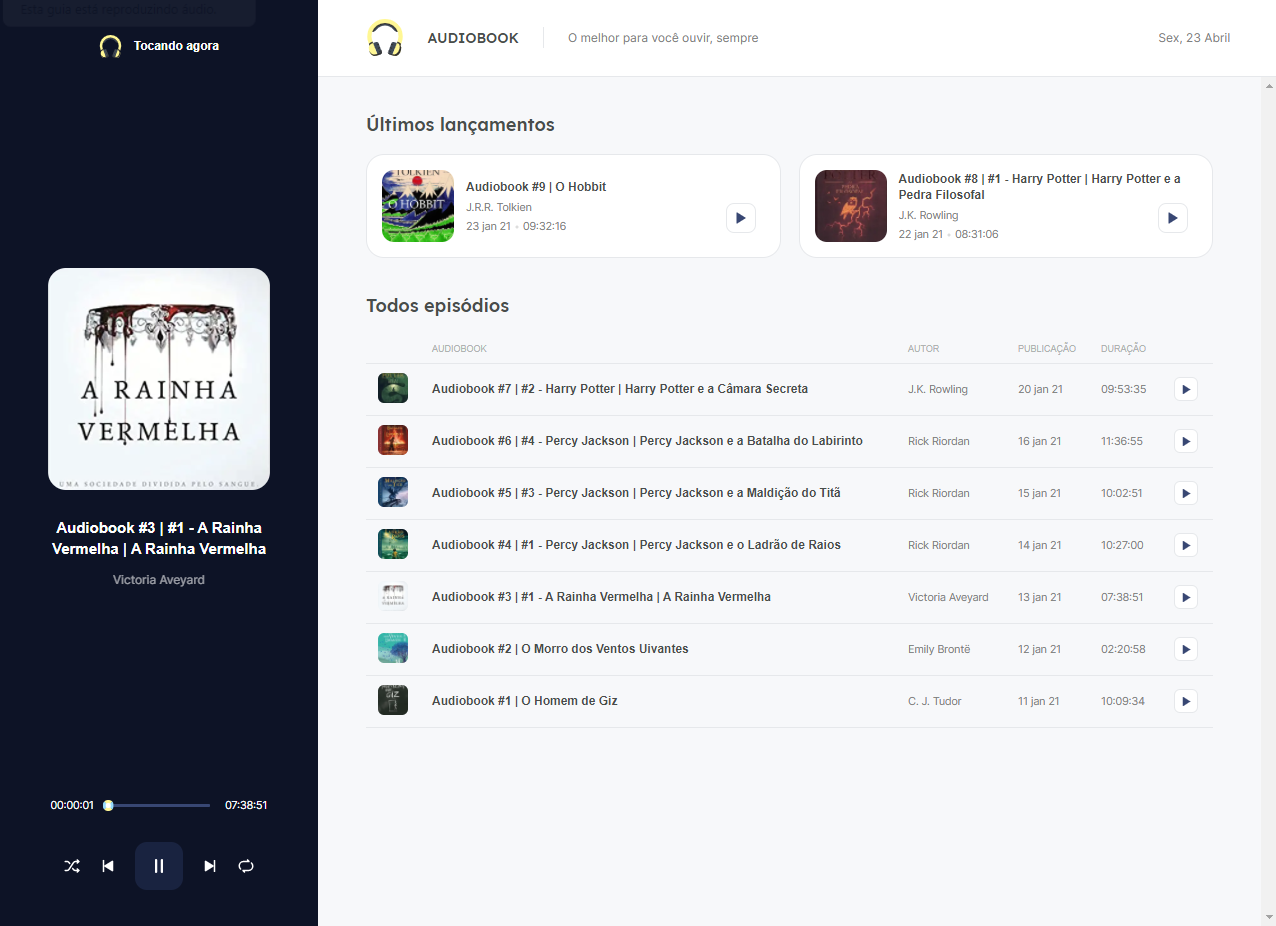 Esta guia está reproduzindo áudio.
Tocando agora
A RAINHA
VERMELHA
UMA SOCIEDADE DIVIDIDA PELO SANGUE.
Audiobook #3 | #1 - A Rainha
Vermelha | A Rainha Vermelha
Victoria Aveyard
00:00:01 07:38:51
AUDIOBOOK O melhor para você ouvir, sempre Sex, 23 Abril
Últimos lançamentos
TOLKIEN
O HOBBIT
Audiobook #9 | O Hobbit
J.R.R. Tolkien
23 jan 21 • 09:32:16
Audiobook #8 | #1 - Harry Potter | Harry Potter e a
Pedra Filosofal
J.K. Rowling
22 jan 21 • 08:31:06
Todos episódios
AUDIOBOOK AUTOR PUBLICAÇÃO DURAÇÃO
Audiobook #7 | #2 - Harry Potter | Harry Potter e a Câmara Secreta J.K. Rowling 20 jan 21 09:53:35
Audiobook #6 | #4 - Percy Jackson | Percy Jackson e a Batalha do Labirinto Rick Riordan 16 jan 21 11:36:55
Audiobook #5 | #3 - Percy Jackson | Percy Jackson e a Maldição do Titã Rick Riordan 15 jan 21 10:02:51
Audiobook #4 | #1 - Percy Jackson | Percy Jackson e o Ladrão de Raios Rick Riordan 14 jan 21 10:27:00
Audiobook #3 | #1 - A Rainha Vermelha | A Rainha Vermelha Victoria Aveyard 13 jan 21 07:38:51
Audiobook #2 | O Morro dos Ventos Uivantes Emily Brontë 12 jan 21 02:20:58
Audiobook #1 | O Homem de Giz C. J. Tudor 11 jan 21 10:09:34